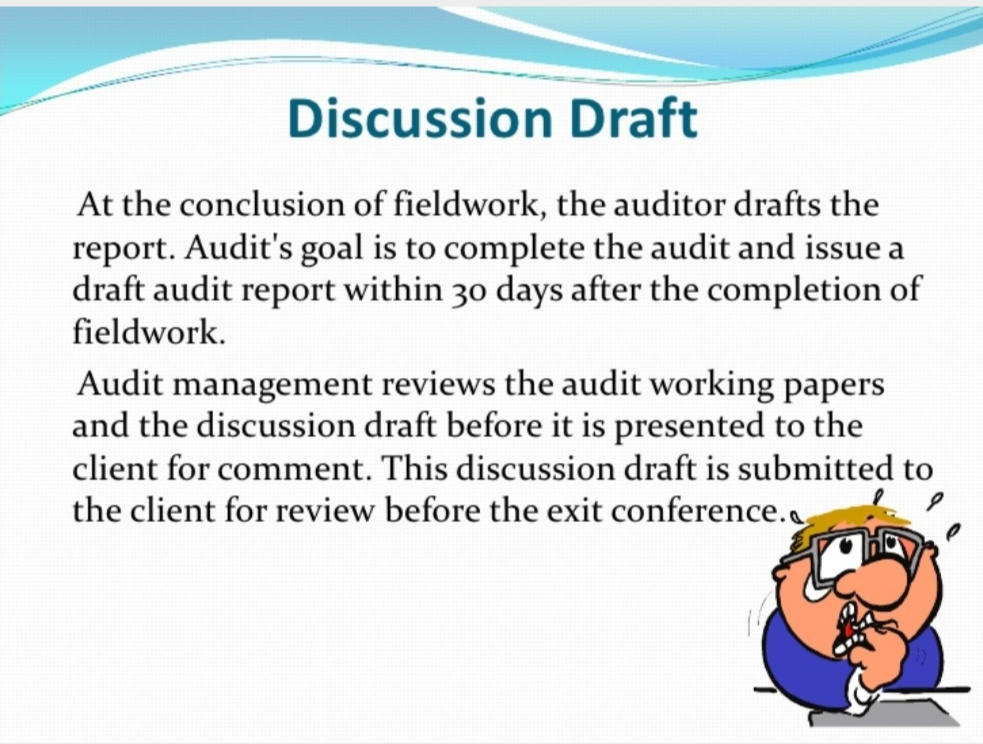 Discussion Draft
At the conclusion of fieldwork, the auditor drafts the
report. Audit's goal is to complete the audit and issue a
draft audit report within 30 days after the completion of
fieldwork.
Audit management reviews the audit working papers
and the discussion draft before it is presented to the
client for comment. This discussion draft is submitted to
the client for review before the exit conference.